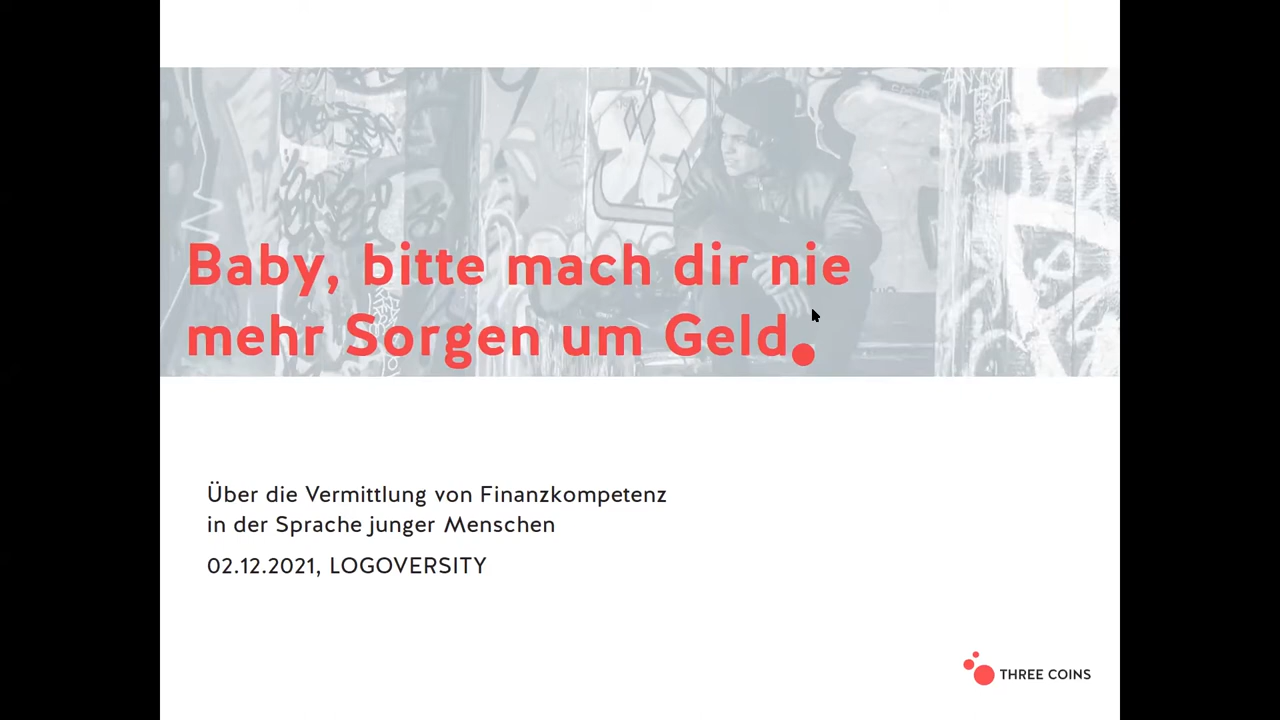 Baby, bitte mach dir nie
mehr Sorgen um Geld.
Über die Vermittlung von Finanzkompetenz
in der Sprache junger Menschen
02.12.2021, LOGOVERSITY
THREE COINS